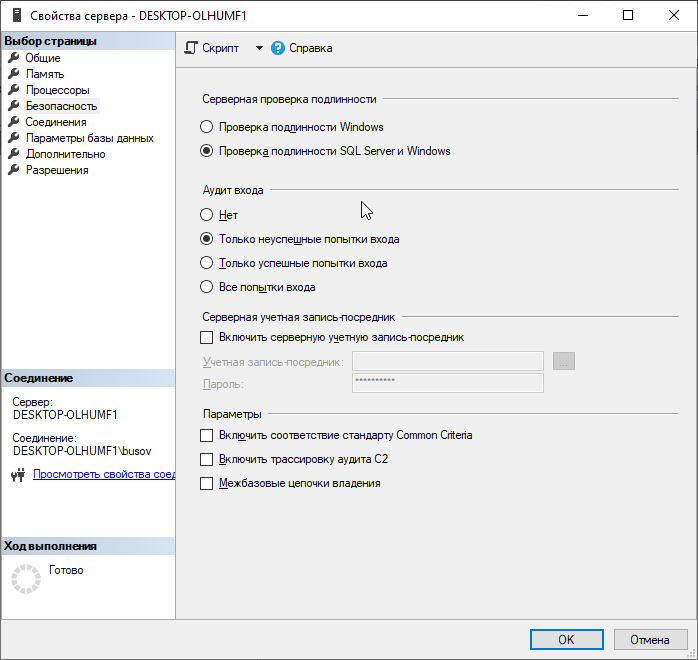 Свойства сервера - DESKTOP-OLHUMF1
Выбор страницы
Общие
Память
Процессоры
Безопасность
Соединения
Параметры базы данных
Дополнительно
Разрешения
Скрипт
Справка
Серверная проверка подлинности
Проверка подлинности Windows
Проверка подлинности SQL Server и Windows
Аудит входа
Нет
Только неуспешные попытки входа
Только успешные попытки входа
Все попытки входа
Серверная учетная запись-посредник
Включить серверную учетную запись-посредник
Учетная запись-посредник:
...
Пароль:
**********
Параметры
Включить соответствие стандарту Common Criteria
Включить трассировку аудита C2
Межбазовые цепочки владения
Соединение
Сервер:
DESKTOP-OLHUMF1
Соединение:
DESKTOP-OLHUMF1\busov
Просмотреть свойства соед
Ход выполнения
Готово
OK
Отмена